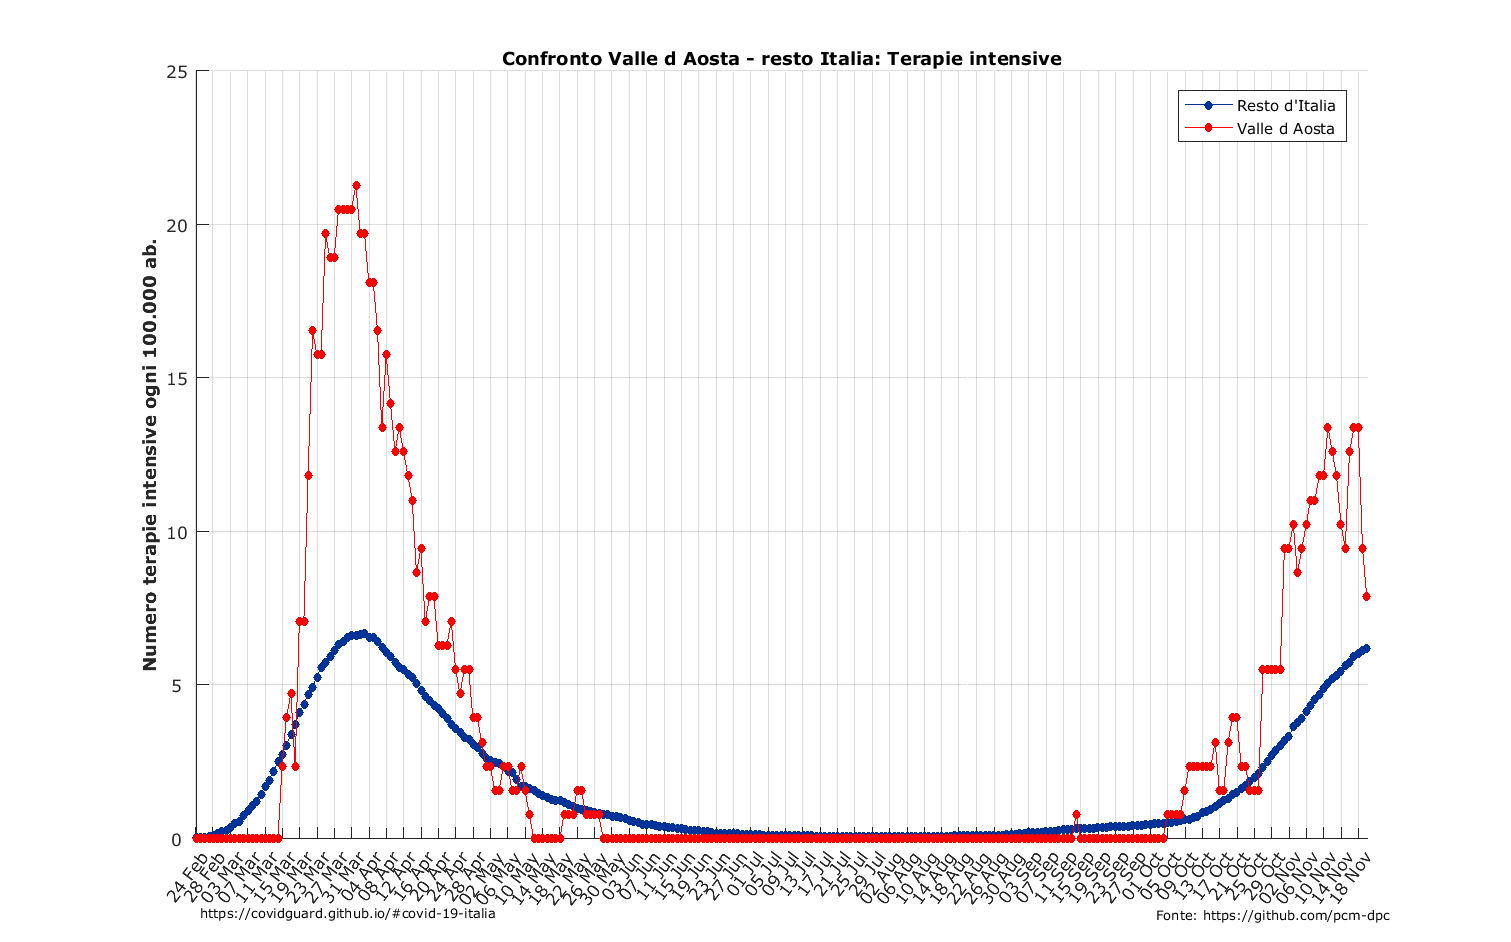 Confronto Valle d Aosta - resto Italia: Terapie intensive
Numero terapie intensive ogni 100.000 ab.
25
20
15
10
5
0
Resto d'Italia
Valle d Aosta
24 Feb
28 Feb
03 Mar
07 Mar
11 Mar
15 Mar
19 Mar
23 Mar
27 Mar
31 Mar
04 Apr
08 Apr
12 Apr
16 Apr
20 Apr
24 Apr
28 Apr
02 May
06 May
10 May
14 May
18 May
22 May
26 May
30 May
03 Jun
07 Jun
11 Jun
15 Jun
19 Jun
23 Jun
27 Jun
01 Jul
05 Jul
09 Jul
13 Jul
17 Jul
21 Jul
25 Jul
29 Jul
02 Aug
06 Aug
10 Aug
14 Aug
18 Aug
22 Aug
26 Aug
30 Aug
03 Sep
07 Sep
11 Sep
15 Sep
19 Sep
23 Sep
27 Sep
01 Oct
05 Oct
09 Oct
13 Oct
17 Oct
21 Oct
25 Oct
29 Oct
02 Nov
06 Nov
10 Nov
14 Nov
18 Nov
https://covidguard.github.io/#covid-19-italia
Fonte: https://github.com/pcm-dpc